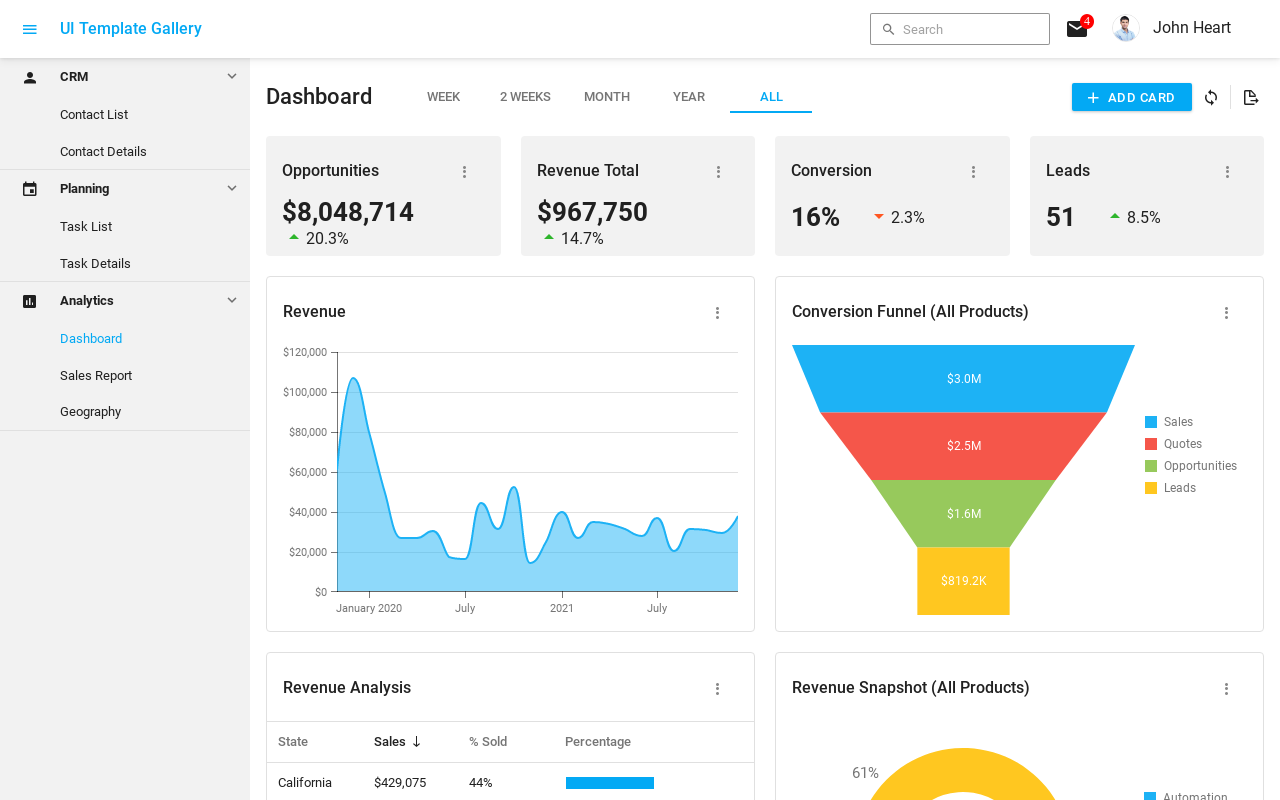 UI Template Gallery
Search
4
John Heart
CRM
Contact List
Contact Details
Planning
Task List
Task Details
Analytics
Dashboard
Sales Report
Geography
Dashboard
WEEK
2 WEEKS
MONTH
YEAR
ALL
ADD CARD
Opportunities
$8,048,714
20.3%
Revenue Total
$967,750
14.7%
Conversion
16%
2.3%
Leads
51
8.5%
Revenue
$120,000
$100,000
$80,000
$60,000
$40,000
$20,000
$0
January 2020
July
2021
July
Conversion Funnel (All Products)
$3.0M
$2.5M
$1.6M
$819.2K
Sales
Quotes
Opportunities
Leads
Revenue Analysis
State
Sales
% Sold
Percentage
California
$429,075
44%
Revenue Snapshot (All Products)
61%
Automation